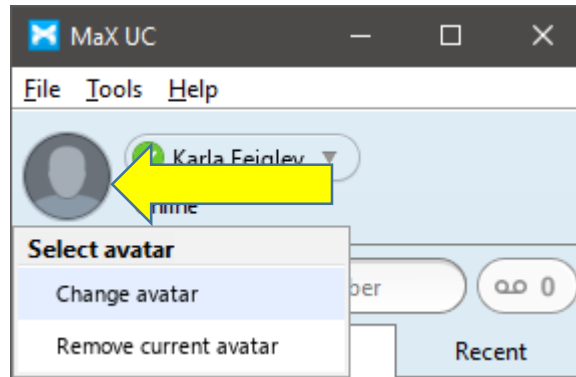 MaX UC
File Tools Help
Karla Feigley
Select avatar
Change avatar
Remove current avatar
0
Recent